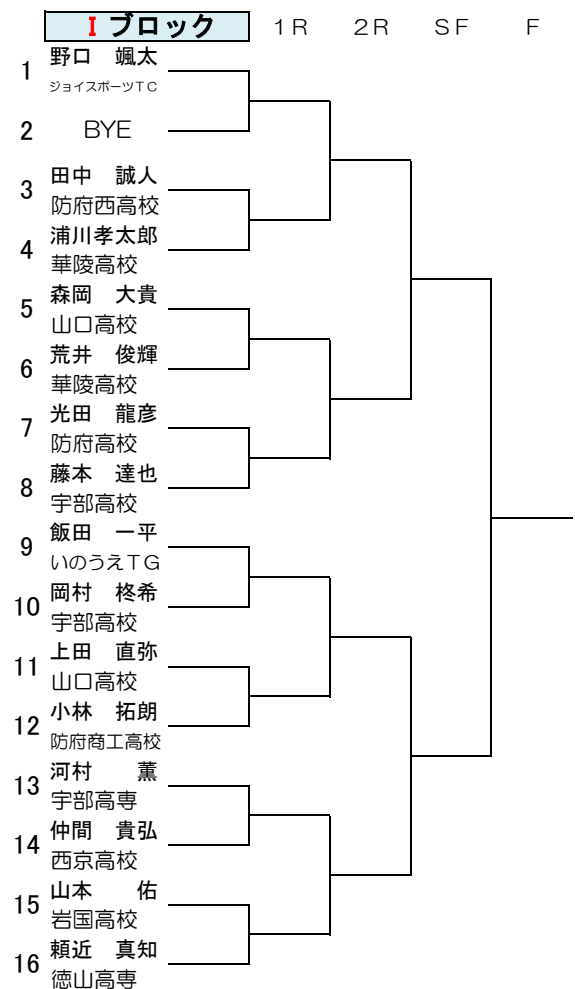 I ブロック 1R 2R SF F
野口　颯太
1
ジョイスポーツTC
2 BYE
田中　誠人
3
防府西高校
浦川孝太郎
4
華陵高校
森岡　大貴
5
山口高校
荒井　俊輝
6
華陵高校
光田　龍彦
7
防府高校
藤本　達也
8
宇部高校
飯田　一平
9
いのうえTG
岡村　柊希
10
宇部高校
上田　直弥
11
山口高校
小林　拓朗
12
防府商工高校
河村　　薫
13
宇部高専
仲間　貴弘
14
西京高校
山本　　佑
15
岩国高校
頼近　真知
16
徳山高専